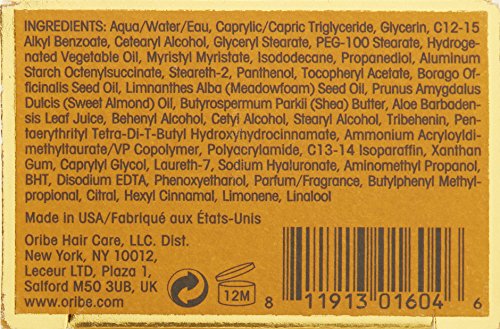 INGREDIENTS: Aqua/Water/Eau, Caprylic/Capric Triglyceride, Glycerin, C12-15
Alkyl Benzoate, Cetearyl Alcohol, Glyceryl Stearate, PEG-100 Stearate, Hydroge-
nated Vegetable Oil, Myristyl Myristate, Isododecane, Propanediol, Aluminum
Starch Octenylsuccinate, Steareth-2, Panthenol, Tocopheryl Acetate, Borago Of-
ficinalis Seed Oil, Limnanthes Alba (Meadowfoam) Seed Oil, Prunus Amygdalus
Dulcis (Sweet Almond) Oil, Butyrospermum Parkii (Shea) Butter, Aloe Barbaden-
sis Leaf Juice, Behenyl Alcohol, Cetyl Alcohol, Stearyl Alcohol, Tribehenin, Pen-
taerythrityl Tetra-Di-T-Butyl Hydroxyhydrocinnamate, Ammonium Acryloyldi-
methyltaurate/VP Copolymer, Polyacrylamide, C13-14 Isoparaffin, Xanthan
Gum, Caprylyl Glycol, Laureth-7, Sodium Hyaluronate, Aminomethyl Propanol,
BHT, Disodium EDTA, Phenoxyethanol, Parfum/Fragrance, Butylphenyl Methyl-
propional, Citral, Hexyl Cinnamal, Limonene, Linalool
Made in USA/Fabriqué aux États-Unis
Oribe Hair Care, LLC. Dist.
New York, NY 10012,
Leceur LTD, Plaza 1,
Salford M50 3UB, UK
www.oribe.com
12M
8 11913 01604 6